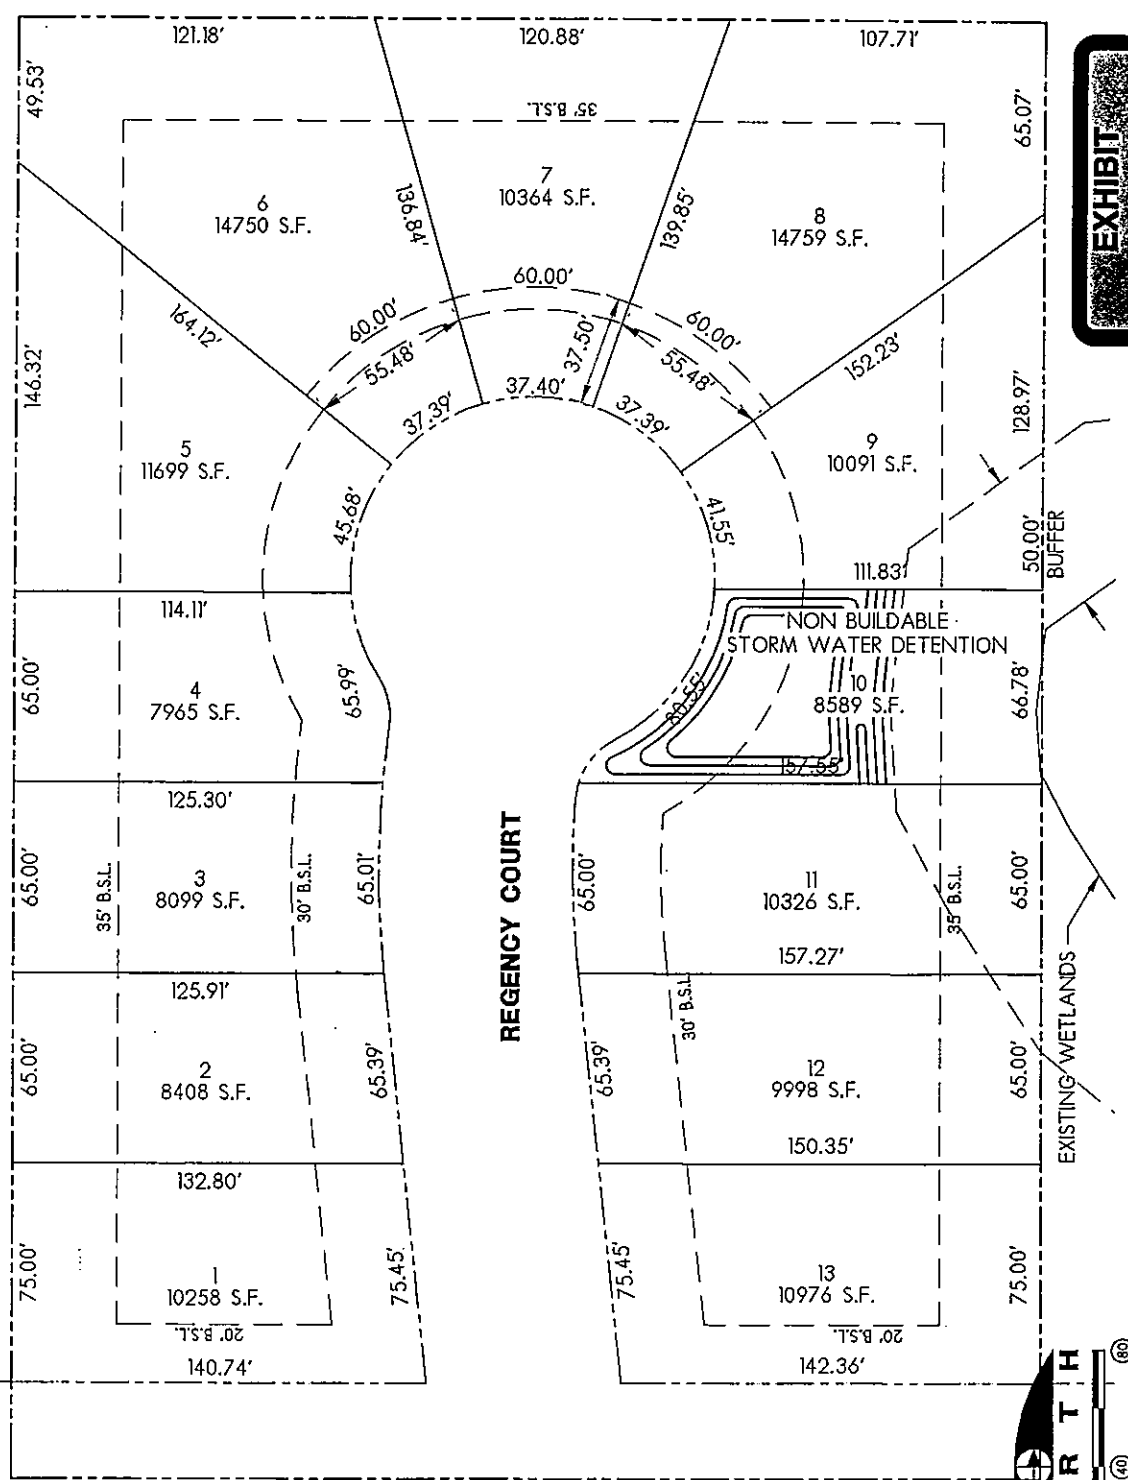 121.18'
120.88'
107.71'
49.53'
65.07'
EXHIBIT
35' B.S.L.
6
14750 S.F.
7
10364 S.F.
8
14759 S.F.
136.84'
139.85'
60.00'
60.00'
60.00'
164.12'
55.48'
37.50'
55.48'
152.23'
146.32'
128.97'
37.39'
37.40'
37.39'
5
11699 S.F.
9
10091 S.F.
45.68'
41.55'
50.00'
BUFFER
114.11'
111.83'
NON BUILDABLE
STORM WATER DETENTION
65.00'
4
7965 S.F.
65.99'
80.55'
10
8589 S.F.
66.78'
157.55'
125.30'
REGENCY COURT
65.00'
35' B.S.L.
3
8099 S.F.
30' B.S.L.
65.01'
65.00'
11
10326 S.F.
35' B.S.L.
65.00'
157.27'
125.91'
30' B.S.L.
EXISTING WETLANDS
65.00'
2
8408 S.F.
65.39'
65.39'
12
9998 S.F.
65.00'
150.35'
132.80'
75.00'
1
10258 S.F.
75.45'
75.45'
13
10976 S.F.
75.00'
20' B.S.L.
20' B.S.L.
140.74'
142.36'
R T H
40
80